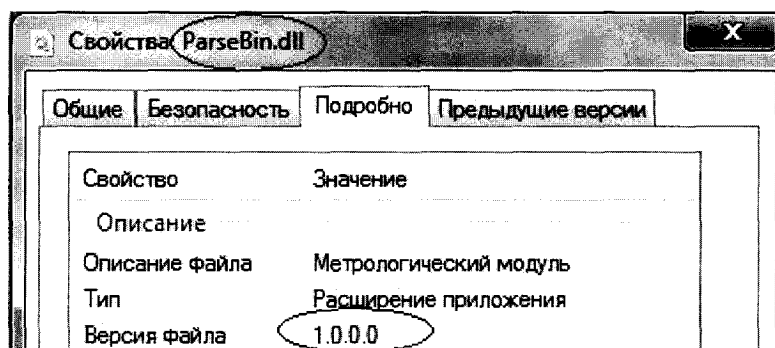 Свойства ParseBin.dll
Общие Безопасность Подробно Предыдущие версии
Свойство Значение
Описание
Описание файла Метрологический модуль
Тип Расширение приложения
Версия файла 1.0.0.0